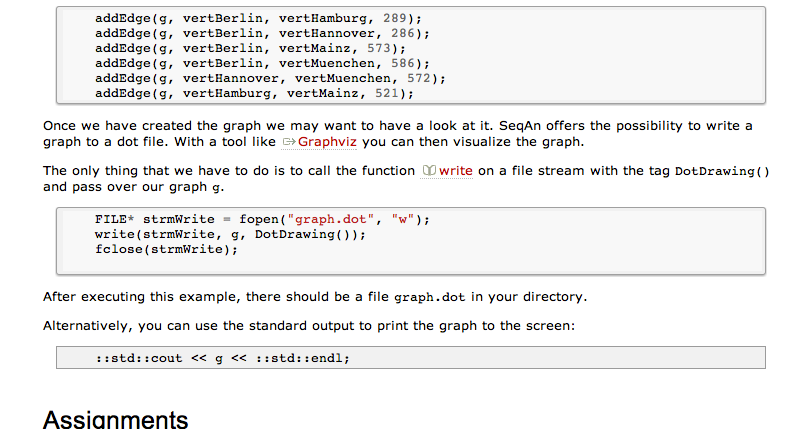 addEdge(g, vertBerlin, vertHamburg, 289);
addEdge(g, vertBerlin, vertHannover, 286);
addEdge(g, vertBerlin, vertMainz, 573);
addEdge(g, vertBerlin, vertMuenchen, 586);
addEdge(g, vertHannover, vertMuenchen, 572);
addEdge(g, vertHamburg, vertMainz, 521);
Once we have created the graph we may want to have a look at it. SeqAn offers the possibility to write a
graph to a dot file. With a tool like Graphviz you can then visualize the graph.
The only thing that we have to do is to call the function write on a file stream with the tag DotDrawing()
and pass over our graph g.
FILE* strmWrite = fopen("graph.dot", "w");
write(strmWrite, g, DotDrawing());
fclose(strmWrite);
After executing this example, there should be a file graph.dot in your directory.
Alternatively, you can use the standard output to print the graph to the screen:
::std::cout << g << ::std::endl;
Assignments